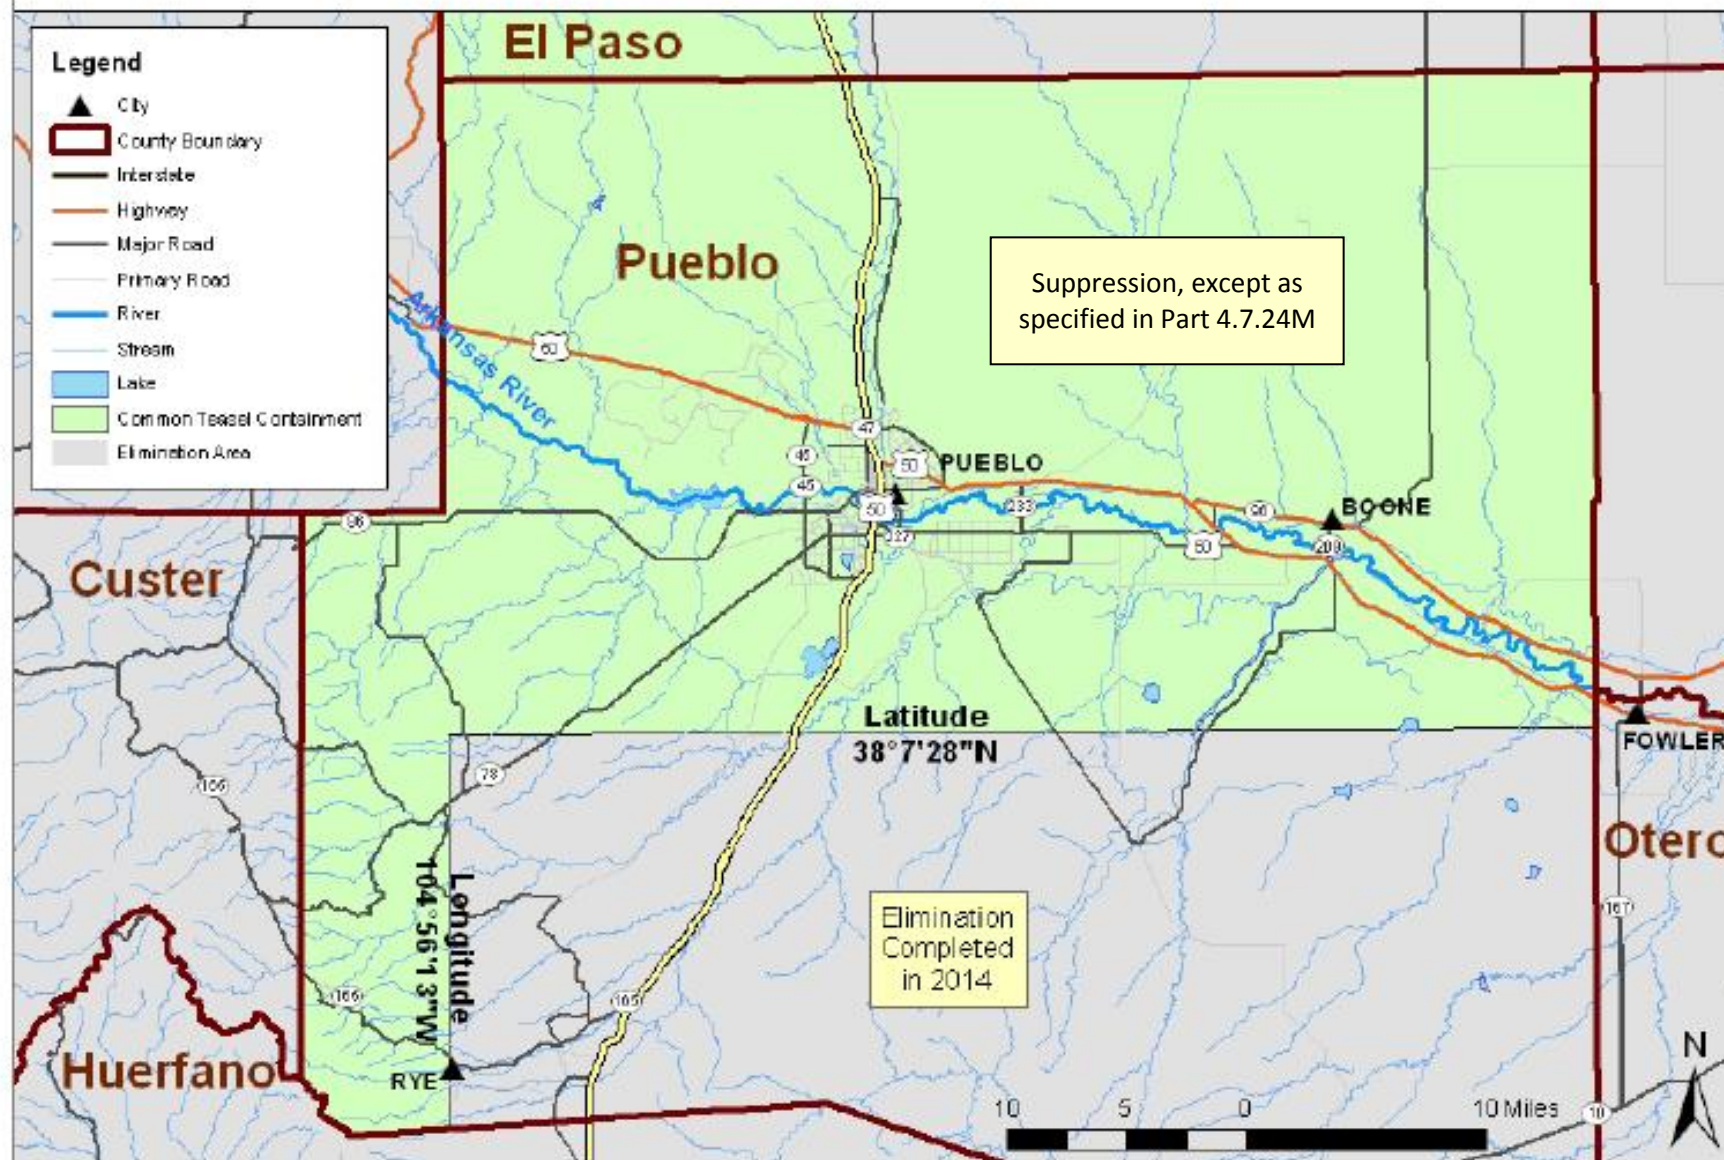 El Paso
Legend
City
County Boundary
Interstate
Highway
Major Road
Primary Road
River
Stream
Lake
Common Teasel Containment
Elimination Area
Pueblo
Suppression, except as
specified in Part 4.7.24M
Arkansas River
50
47
45
50
PUEBLO
45
50
233
96
BOONE
96
227
50
209
Custer
Latitude
38°7'28"N
FOWLER
78
165
Otero
Longitude
104°56'13"W
Elimination
Completed
in 2014
167
165
165
Huerfano
RYE
N
10 5 0 10 Miles
10